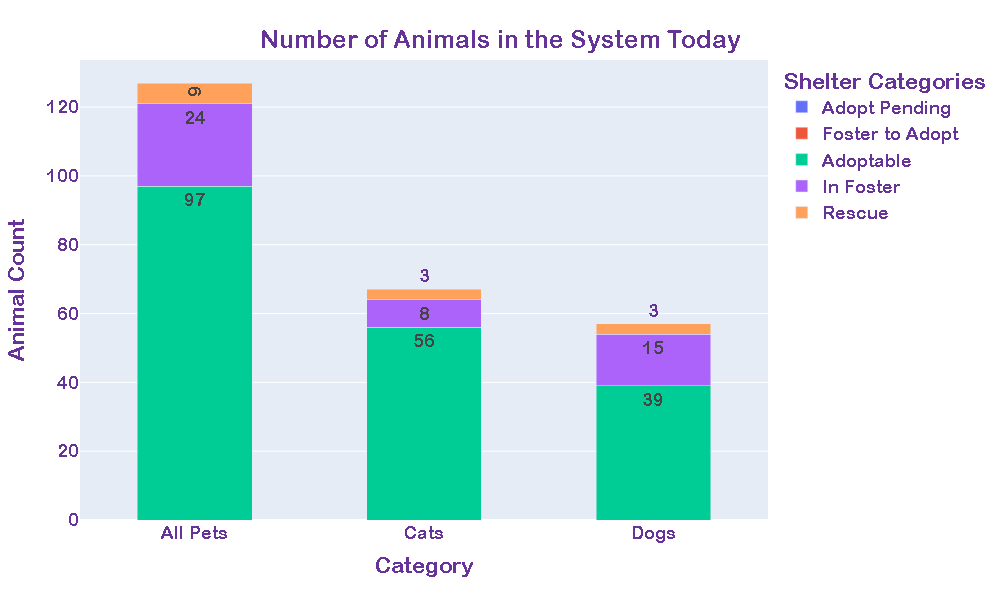 Number of Animals in the System Today
Animal Count
120
100
80
60
40
20
0
6
24
97
3
8
56
3
15
39
All Pets
Cats
Dogs
Category
Shelter Categories
Adopt Pending
Foster to Adopt
Adoptable
In Foster
Rescue